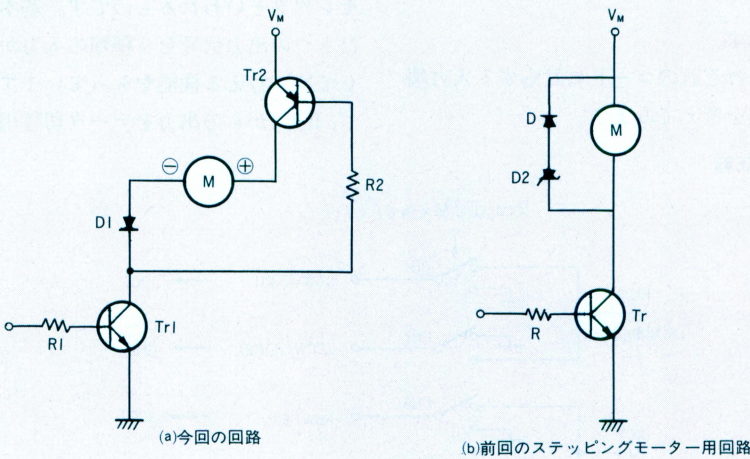 VM
Tr2
⊖ M ⊕
R2
D1
R1
Tr1
(a)今回の回路
VM
D
M
D2
R
Tr
(b)前回のステッピングモーター用回路